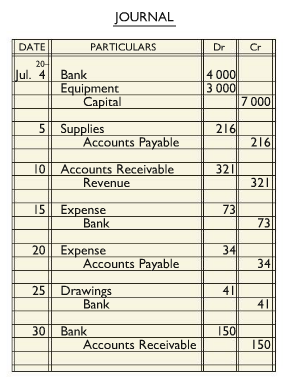 JOURNAL
DATE PARTICULARS Dr Cr
20–
Jul. 4 Bank 4 000
Equipment 3 000
Capital 7 000
5 Supplies 216
Accounts Payable 216
10 Accounts Receivable 321
Revenue 321
15 Expense 73
Bank 73
20 Expense 34
Accounts Payable 34
25 Drawings 41
Bank 41
30 Bank 150
Accounts Receivable 150